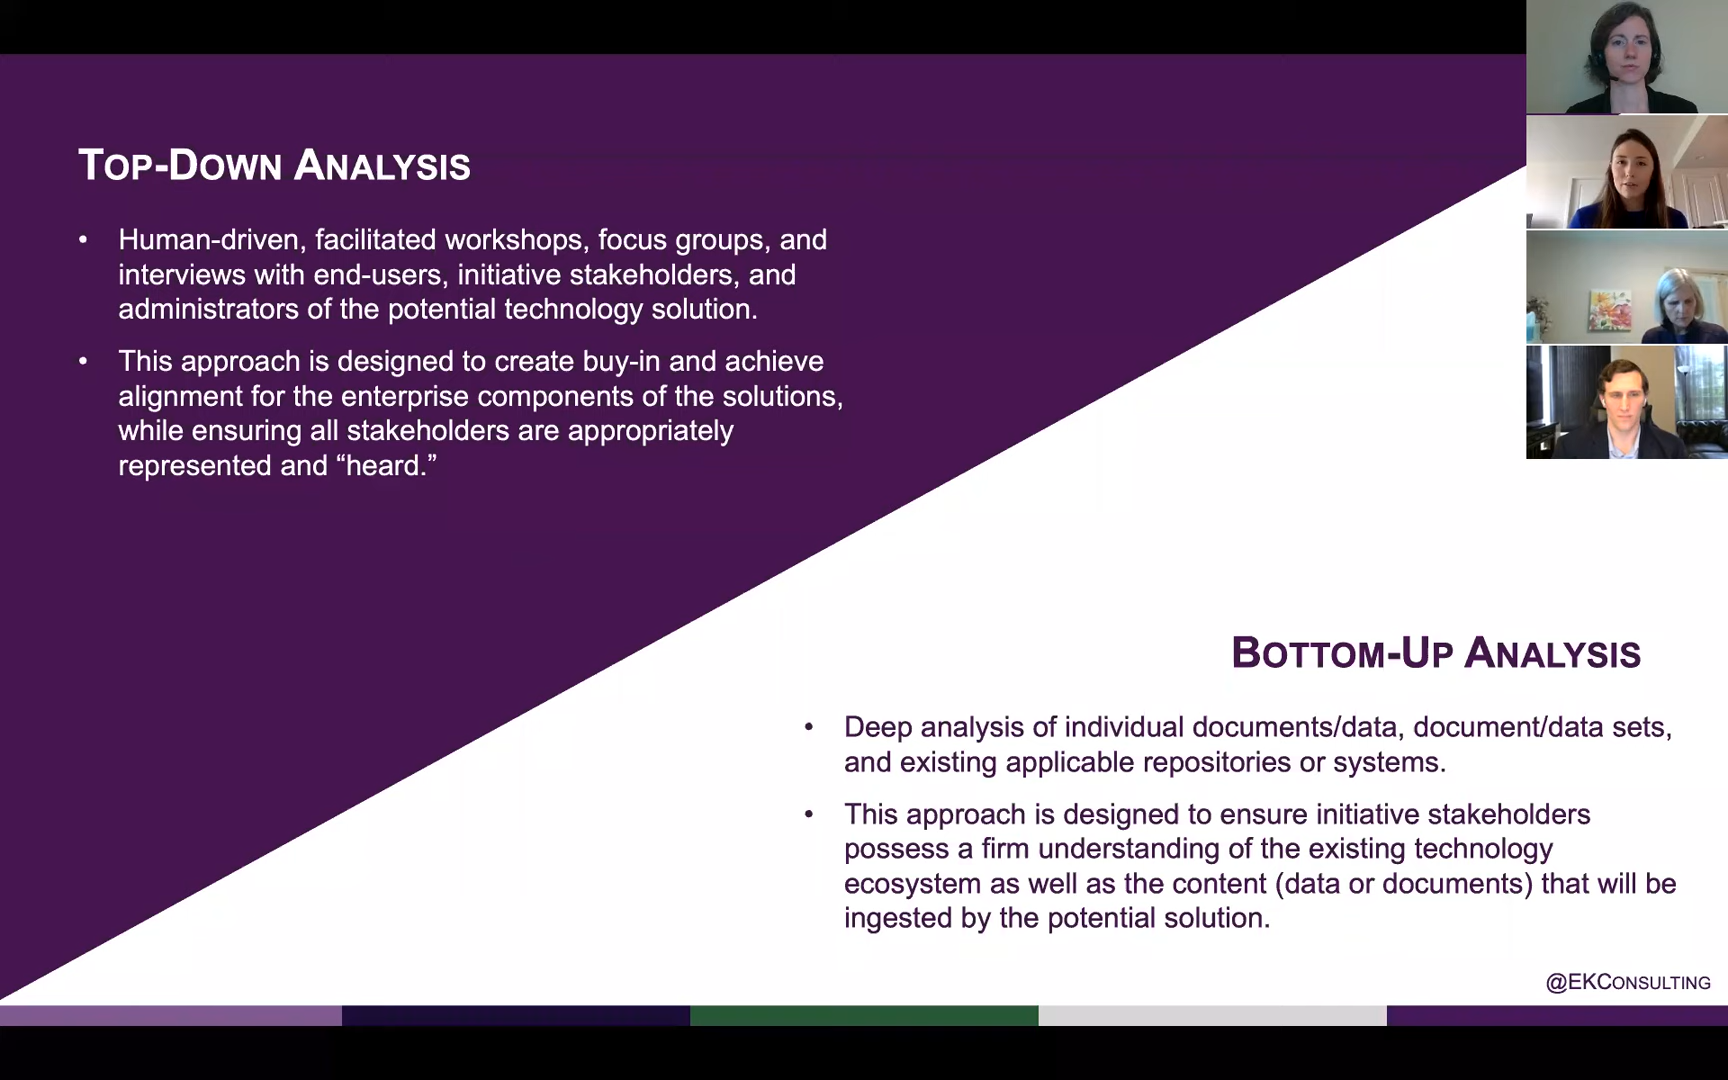 TOP-DOWN ANALYSIS
• Human-driven, facilitated workshops, focus groups, and
interviews with end-users, initiative stakeholders, and
administrators of the potential technology solution.
• This approach is designed to create buy-in and achieve
alignment for the enterprise components of the solutions,
while ensuring all stakeholders are appropriately
represented and “heard.”
BOTTOM-UP ANALYSIS
• Deep analysis of individual documents/data, document/data sets,
and existing applicable repositories or systems.
• This approach is designed to ensure initiative stakeholders
possess a firm understanding of the existing technology
ecosystem as well as the content (data or documents) that will be
ingested by the potential solution.
@EKCONSULTING